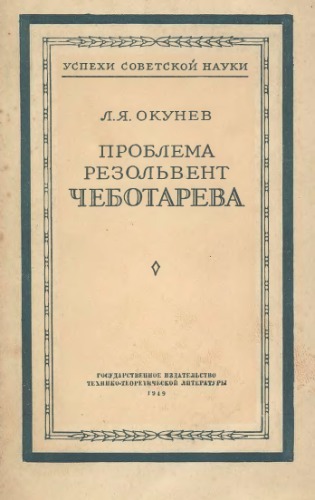 УСПЕХИ СОВЕТСКОЙ НАУКИ
Л.Я. ОКУНЕВ
ПРОБЛЕМА
РЕЗОЛЬВЕНТ
ЧЕБОТАРЕВА
ГОСУДАРСТВЕННОЕ ИЗДАТЕЛЬСТВО
ТЕХНИКО-ТЕОРЕТИЧЕСКОЙ ЛИТЕРАТУРЫ
1949